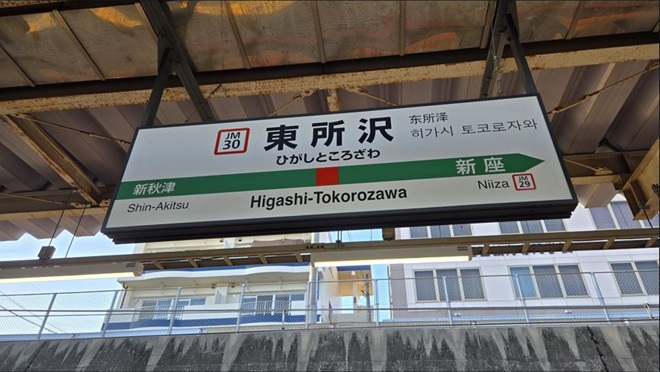 JM
30
東所沢
ひがしところざわ
东所泽
히가시 토코로자와
新秋津
Shin-Akitsu
Higashi-Tokorozawa
新座
Niiza
JM
29